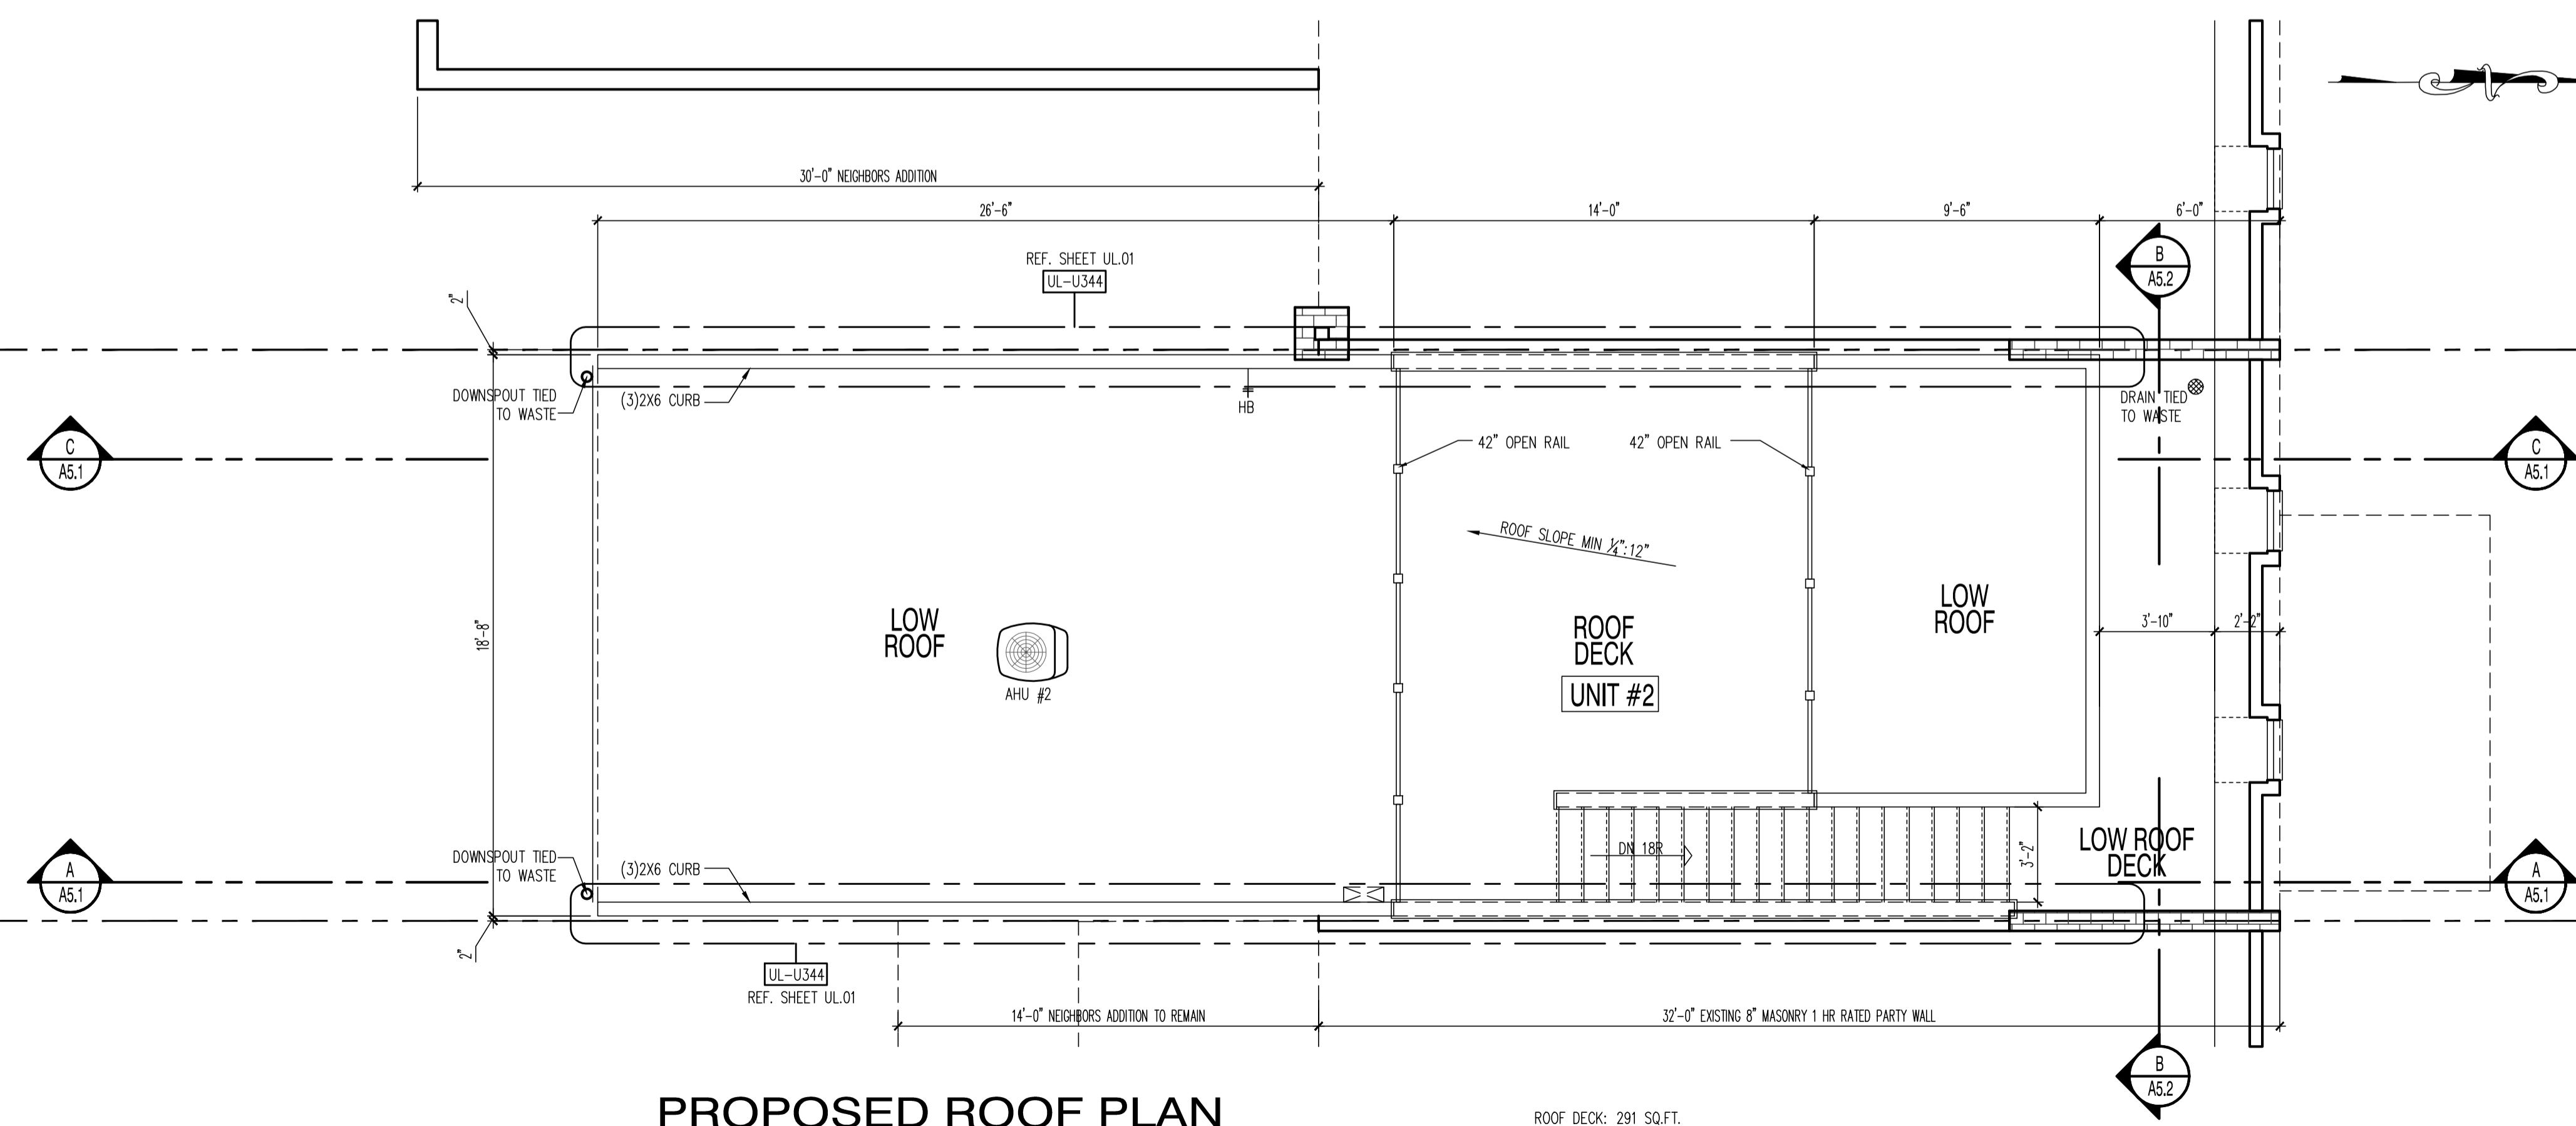 30'-0" NEIGHBORS ADDITION
26'-6"
14'-0"
9'-6"
6'-0"
REF. SHEET UL.01
UL-U344
B
A5.2
2"
DOWNSPOUT TIED
TO WASTE
(3)2X6 CURB
HB
DRAIN TIED
TO WASTE
C
A5.1
42" OPEN RAIL
42" OPEN RAIL
C
A5.1
ROOF SLOPE MIN ¼":12"
LOW
ROOF
AHU #2
ROOF
DECK
UNIT #2
LOW
ROOF
3'-10"
2'-2"
18'-8"
DN 18R
3'-2"
LOW ROOF
DECK
DOWNSPOUT TIED
TO WASTE
(3)2X6 CURB
A
A5.1
A
A5.1
2"
UL-U344
REF. SHEET UL.01
14'-0" NEIGHBORS ADDITION TO REMAIN
32'-0" EXISTING 8" MASONRY 1 HR RATED PARTY WALL
B
A5.2
PROPOSED ROOF PLAN
ROOF DECK: 291 SQ.FT.